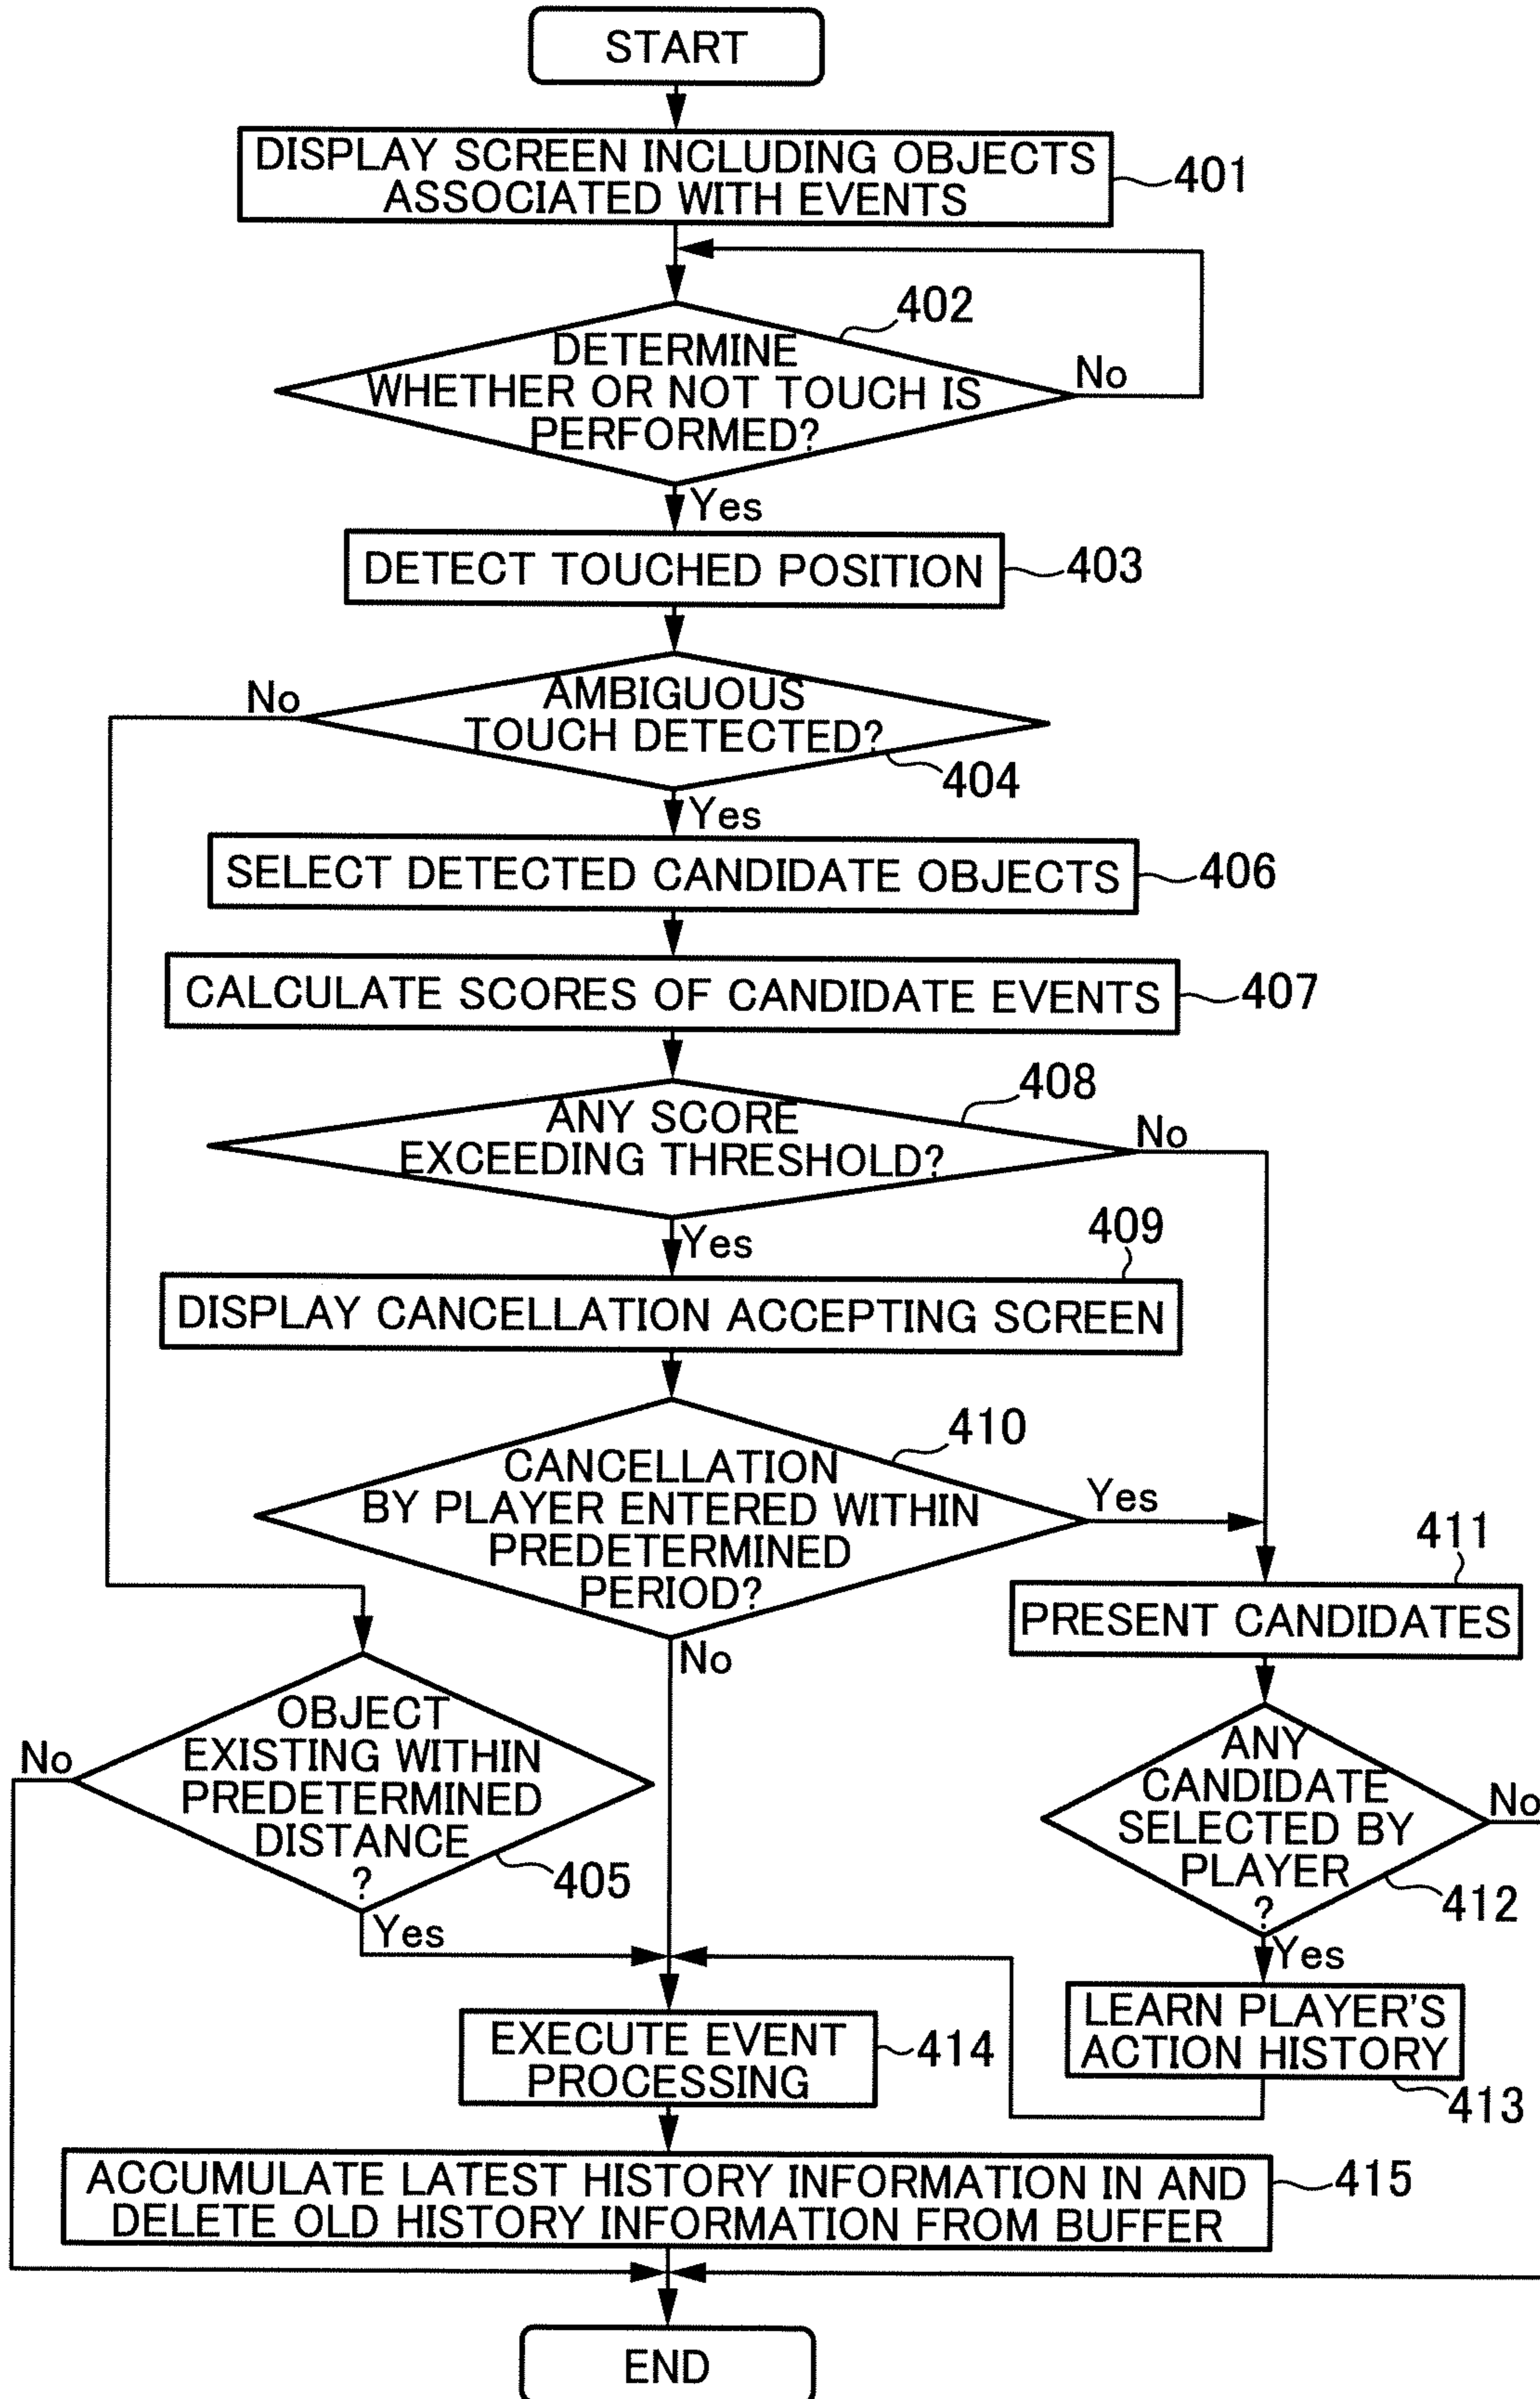 START
DISPLAY SCREEN INCLUDING OBJECTS
ASSOCIATED WITH EVENTS
401
402
DETERMINE
WHETHER OR NOT TOUCH IS
PERFORMED?
No
Yes
DETECT TOUCHED POSITION
403
No
AMBIGUOUS
TOUCH DETECTED?
404
Yes
SELECT DETECTED CANDIDATE OBJECTS
406
CALCULATE SCORES OF CANDIDATE EVENTS
407
408
ANY SCORE
EXCEEDING THRESHOLD?
No
Yes
409
DISPLAY CANCELLATION ACCEPTING SCREEN
410
CANCELLATION
BY PLAYER ENTERED WITHIN
PREDETERMINED
PERIOD?
Yes
No
411
PRESENT CANDIDATES
OBJECT
EXISTING WITHIN
PREDETERMINED
DISTANCE
?
No
405
Yes
ANY
CANDIDATE
SELECTED BY
PLAYER
?
No
412
Yes
LEARN PLAYER'S
ACTION HISTORY
413
EXECUTE EVENT
PROCESSING
414
ACCUMULATE LATEST HISTORY INFORMATION IN AND
DELETE OLD HISTORY INFORMATION FROM BUFFER
415
END